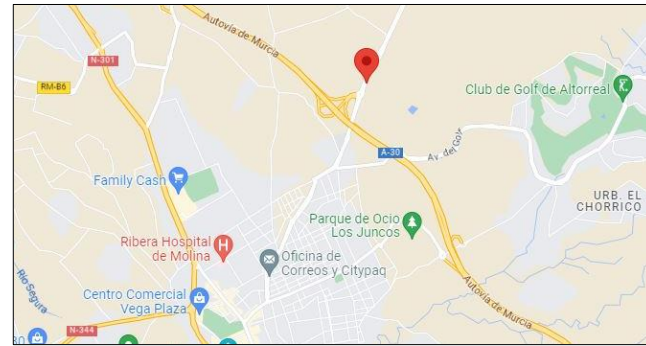 Autovía de Murcia
N-301
RM-B6
Club de Golf de Altorreal
A-30
Av. del Golf
Family Cash
URB. EL
CHORRICO
Parque de Ocio
Los Juncos
Ribera Hospital
de Molina
Oficina de
Correos y Citypaq
Río Segura
Centro Comercial
Vega Plaza
Autovía de Murcia
N-344